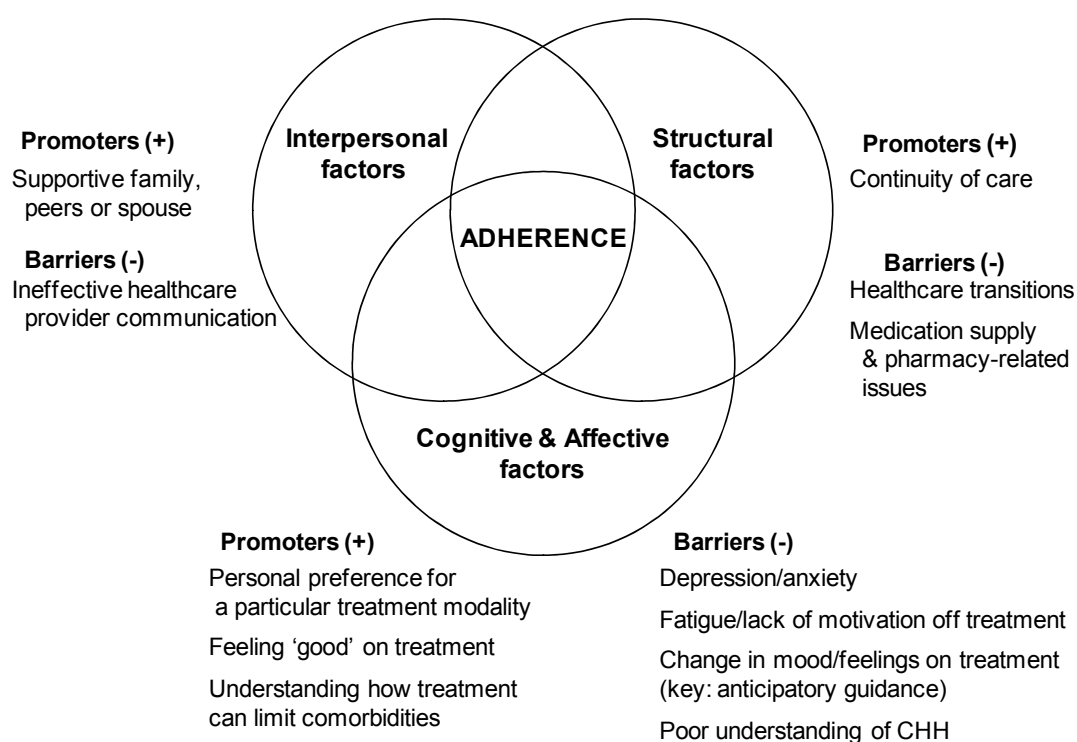 Interpersonal
factors
Structural
factors
ADHERENCE
Cognitive & Affective
factors
Promoters (+)
Supportive family,
peers or spouse
Barriers (-)
Ineffective healthcare
provider communication
Promoters (+)
Continuity of care
Barriers (-)
Healthcare transitions
Medication supply
& pharmacy-related
issues
Promoters (+)
Personal preference for
a particular treatment modality
Feeling ‘good’ on treatment
Understanding how treatment
can limit comorbidities
Barriers (-)
Depression/anxiety
Fatigue/lack of motivation off treatment
Change in mood/feelings on treatment
(key: anticipatory guidance)
Poor understanding of CHH